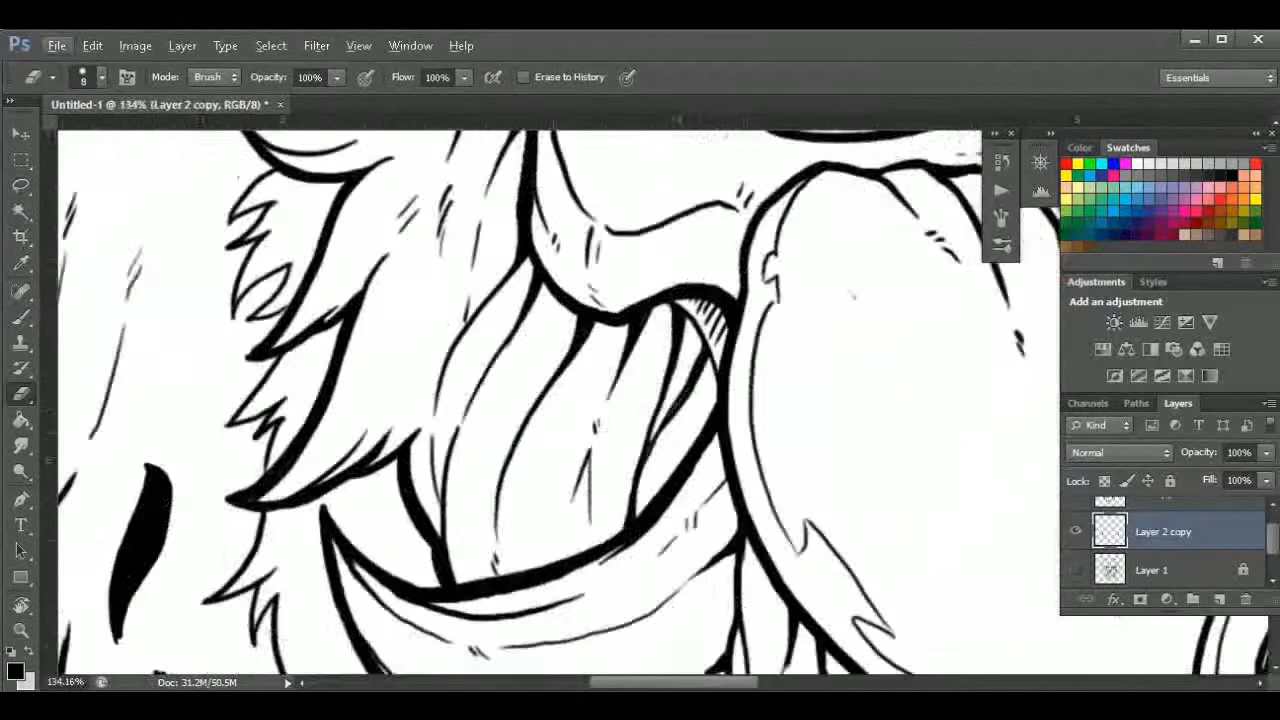 Ps File Edit Image Layer Type Select Filter View Window Help
8 Mode: Brush Opacity: 100% Flow: 100% Erase to History Essentials
Untitled-1 @ 134% (Layer 2 copy, RGB/8) *
Color Swatches
Adjustments Styles
Add an adjustment
Channels Paths Layers
Kind
Normal Opacity: 100%
Lock: Fill: 100%
Layer 2 copy
Layer 1
134.16% Doc: 31.2M/50.5M